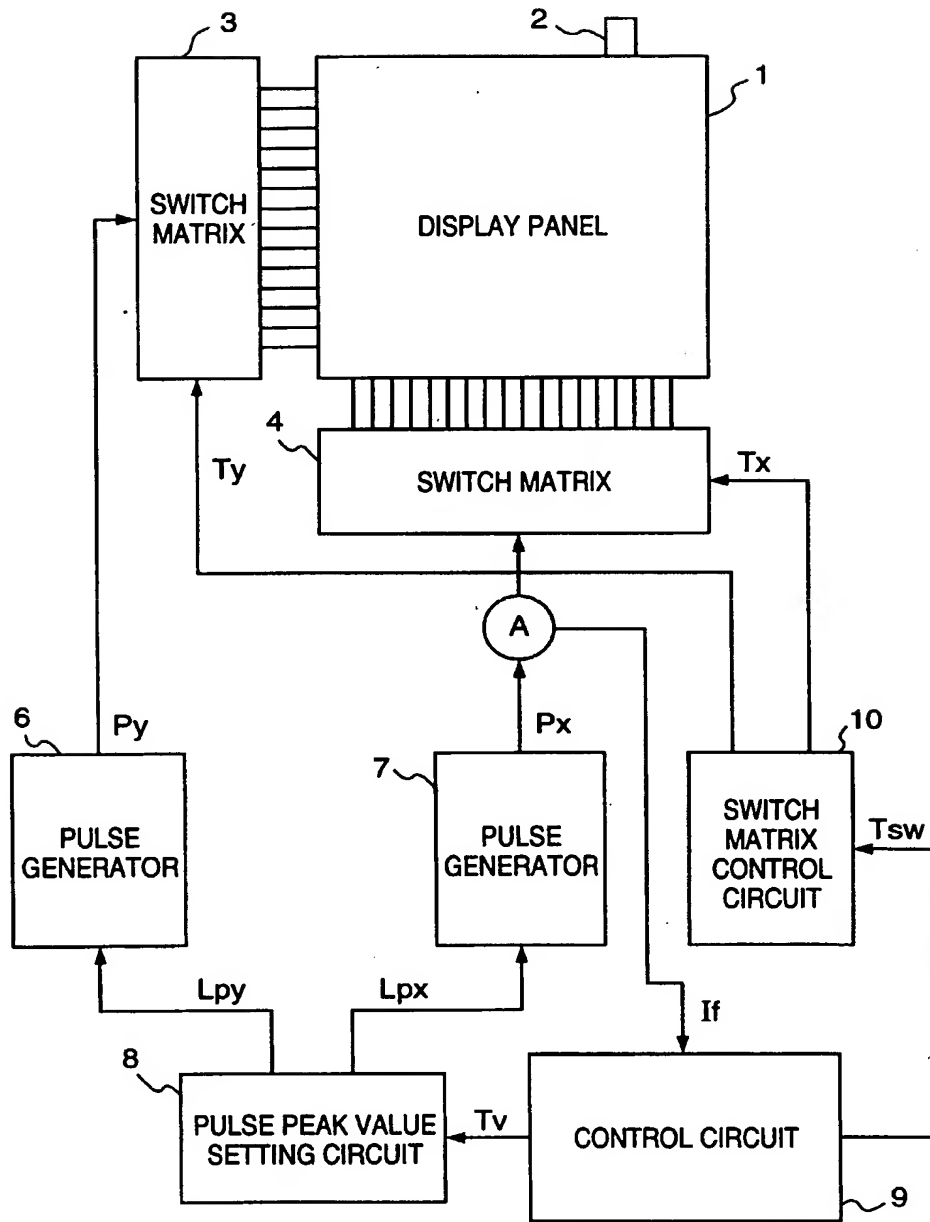 3
2
1
SWITCH
MATRIX
DISPLAY PANEL
4
Ty
SWITCH MATRIX
Tx
A
6
Py
7
Px
10
PULSE
GENERATOR
PULSE
GENERATOR
SWITCH
MATRIX
CONTROL
CIRCUIT
Tsw
Lpy
Lpx
If
8
PULSE PEAK VALUE
SETTING CIRCUIT
Tv
CONTROL CIRCUIT
9